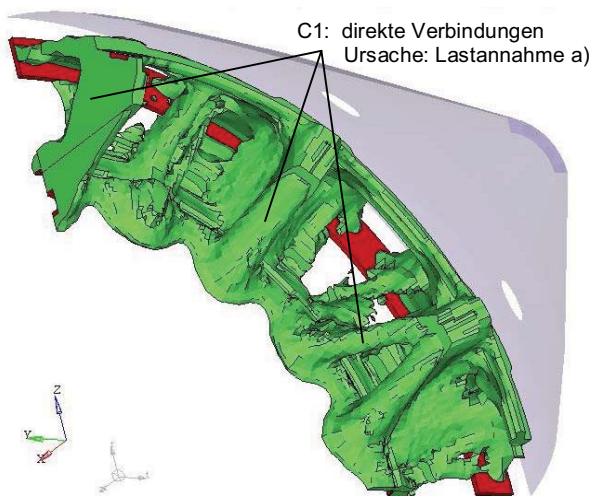 C1: direkte Verbindungen
Ursache: Lastannahme a)
Z
Y
X